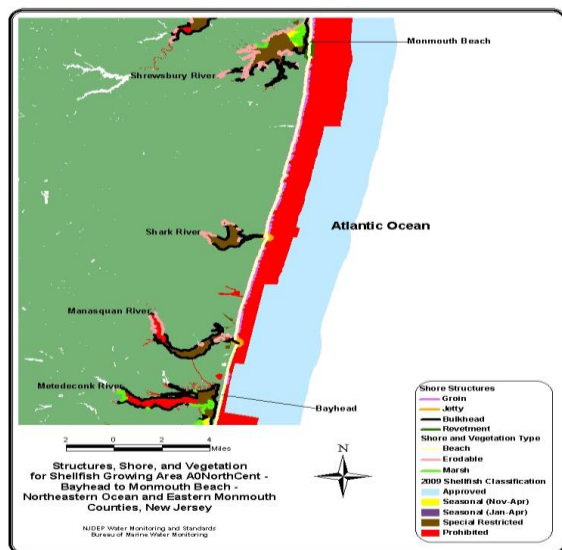 Monmouth Beach
Shrewsbury River
Atlantic Ocean
Shark River
Manasquan River
Metedeconk River
Bayhead
2 0 2 4
Miles
Structures, Shore, and Vegetation
for Shellfish Growing Area A0NorthCent -
Bayhead to Monmouth Beach -
Northeastern Ocean and Eastern Monmouth
Counties, New Jersey
NJDEP Water Monitoring and Standards
Bureau of Marine Water Monitoring
N
Shore Structures
Groin
Jetty
Bulkhead
Revetment
Shore and Vegetation Type
Beach
Erodable
Marsh
2009 Shellfish Classification
Approved
Seasonal (Nov-Apr)
Seasonal (Jan-Apr)
Special Restricted
Prohibited